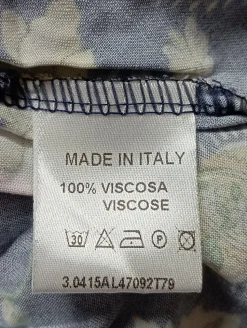 MADE IN ITALY
100% VISCOSA
VISCOSE
30 P
3.0415AL47092T79